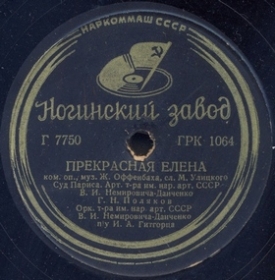 НАРКОММАШ СССР
Ногинский завод
Г 7750 ГРК 1064
ПРЕКРАСНАЯ ЕЛЕНА
ком. оп., муз. Ж. Оффенбаха, сл. М. Улицкого
Суд Париса. Арт. т-ра им. нар. арт. СССР
В. И. Немировича-Данченко
Г. Н. Поляков
Орк. т-ра им. нар. арт. СССР
В. И. Немировича-Данченко
п/у И. А. Гитгарца